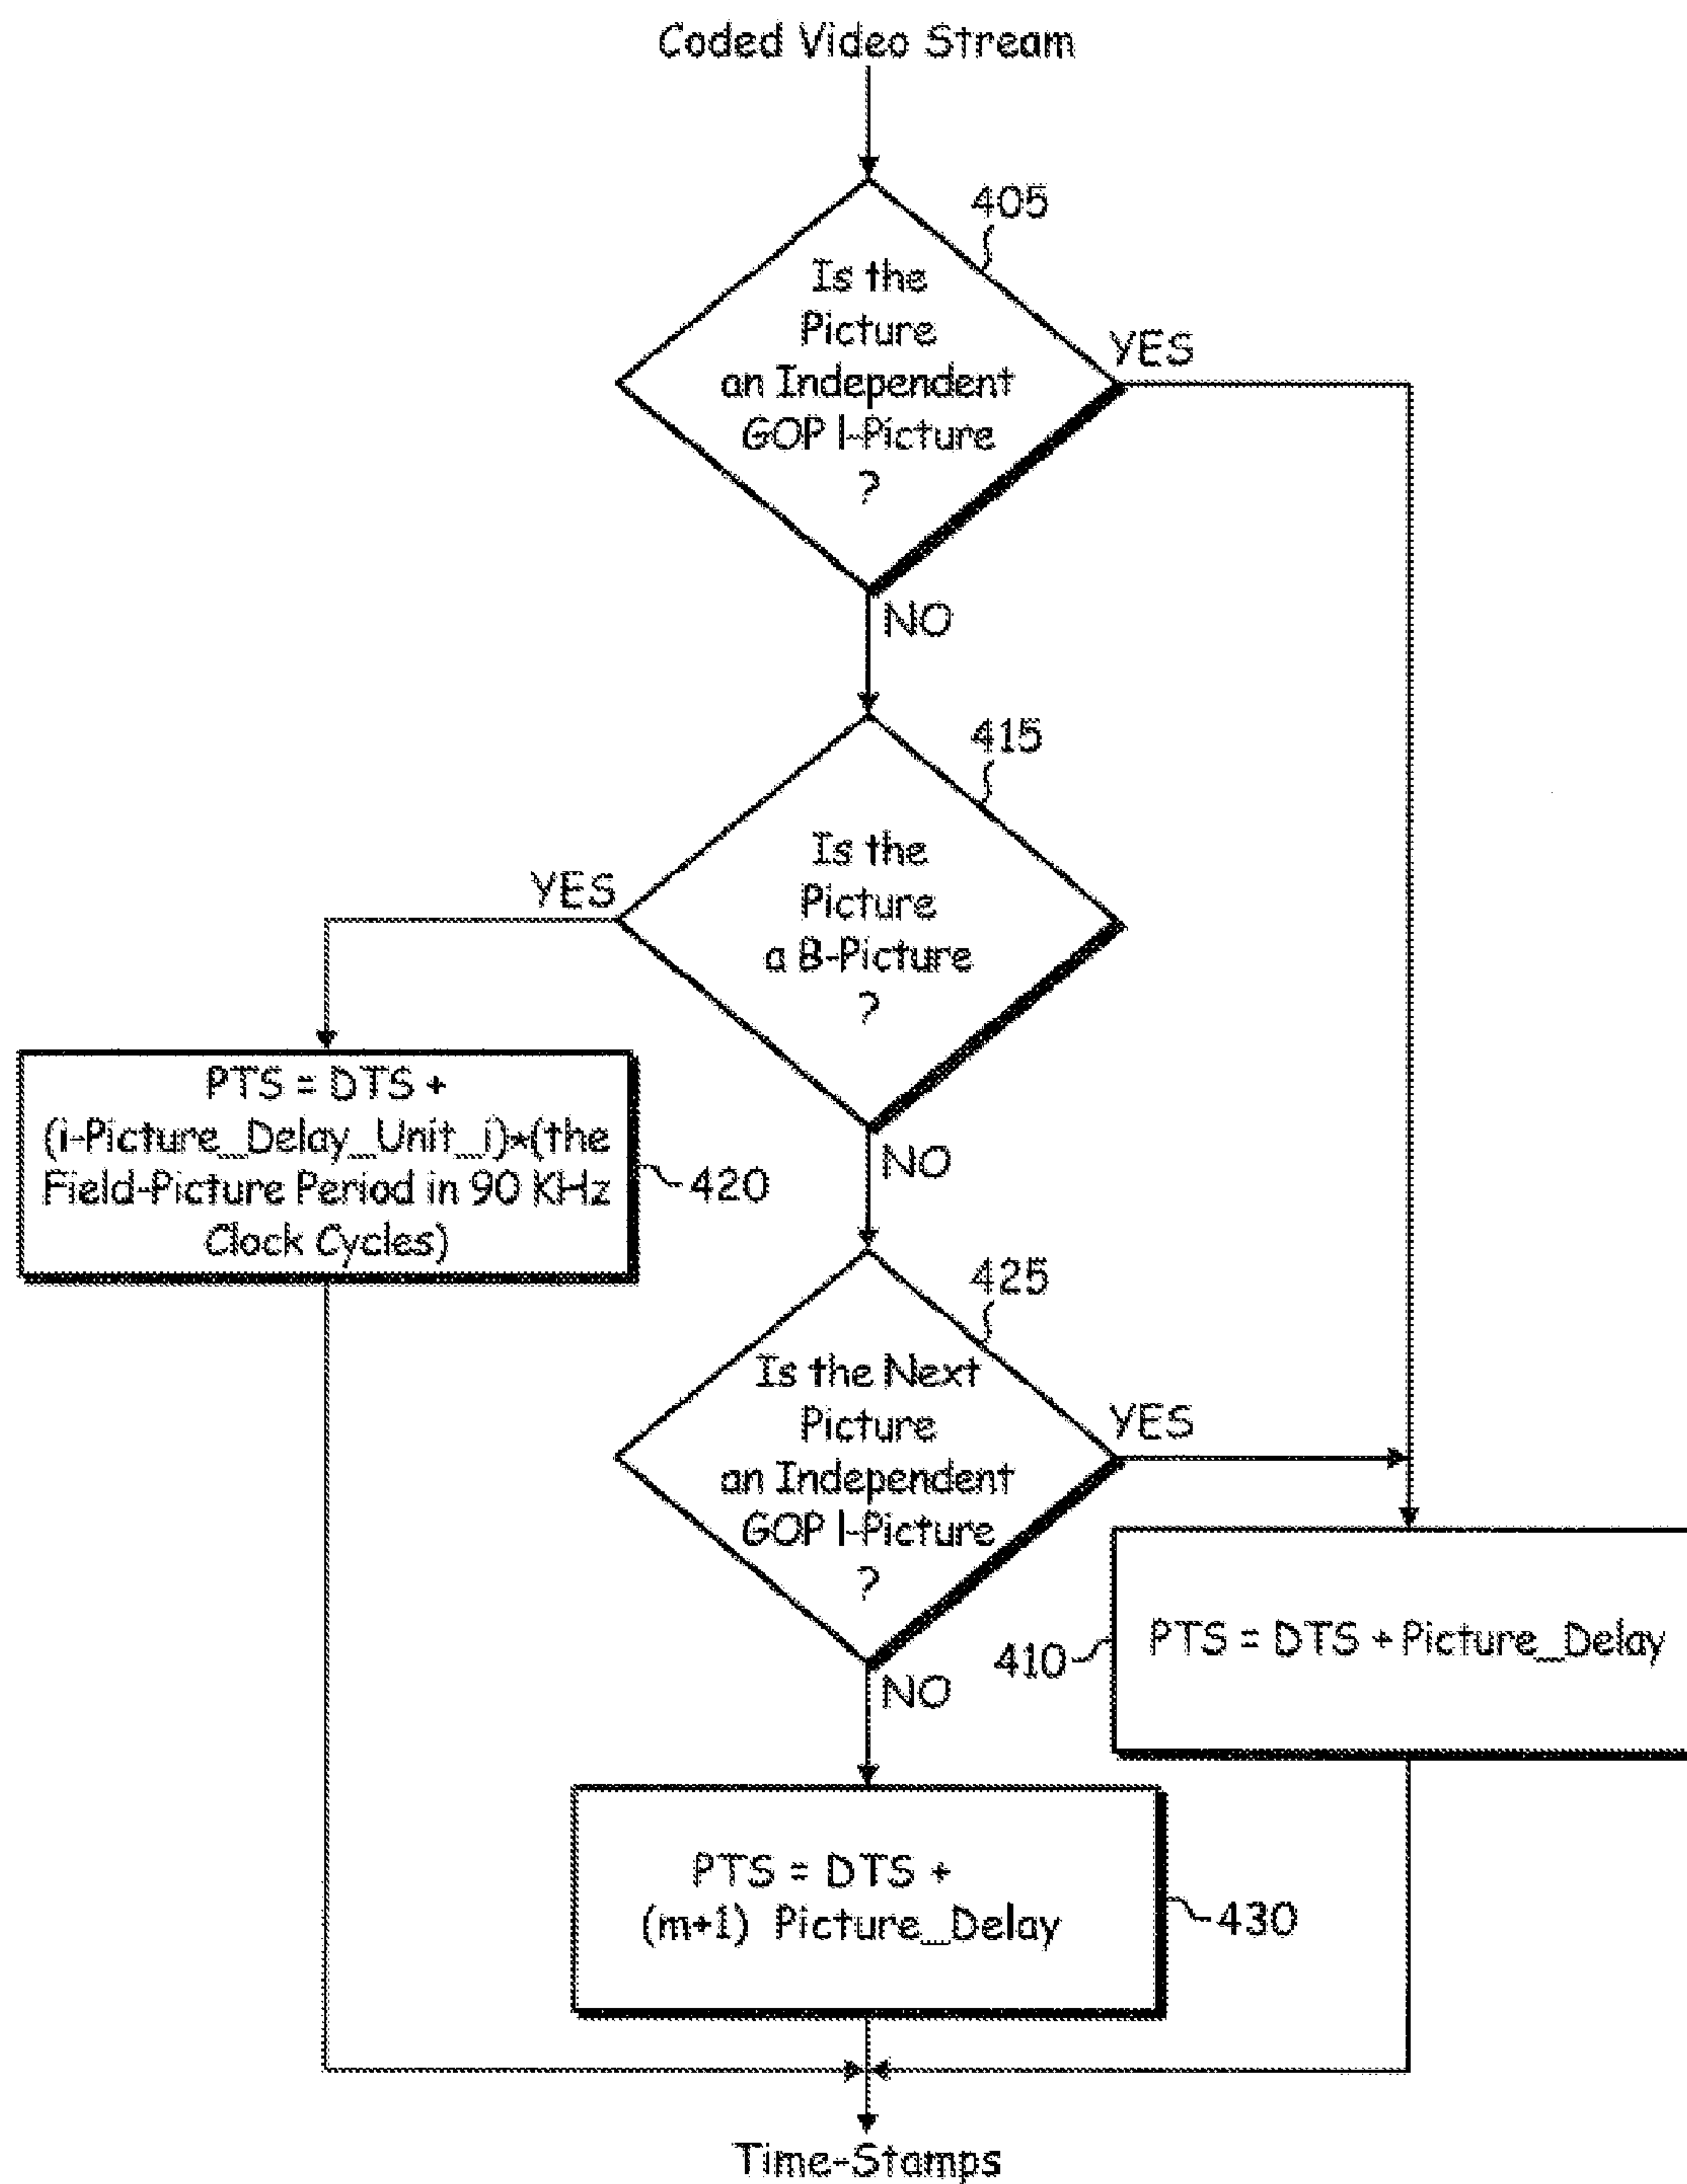 Coded Video Stream
405
Is the
Picture
an Independent
GOP I-Picture
?
YES
NO
415
Is the
Picture
a B-Picture
?
YES
NO
PTS = DTS +
(i-Picture_Delay_Unit_i)*(the
Field-Picture Period in 90 KHz
Clock Cycles)
420
425
Is the Next
Picture
an Independent
GOP I-Picture
?
YES
NO
410
PTS = DTS + Picture_Delay
PTS = DTS +
(m+1) Picture_Delay
430
Time-Stamps